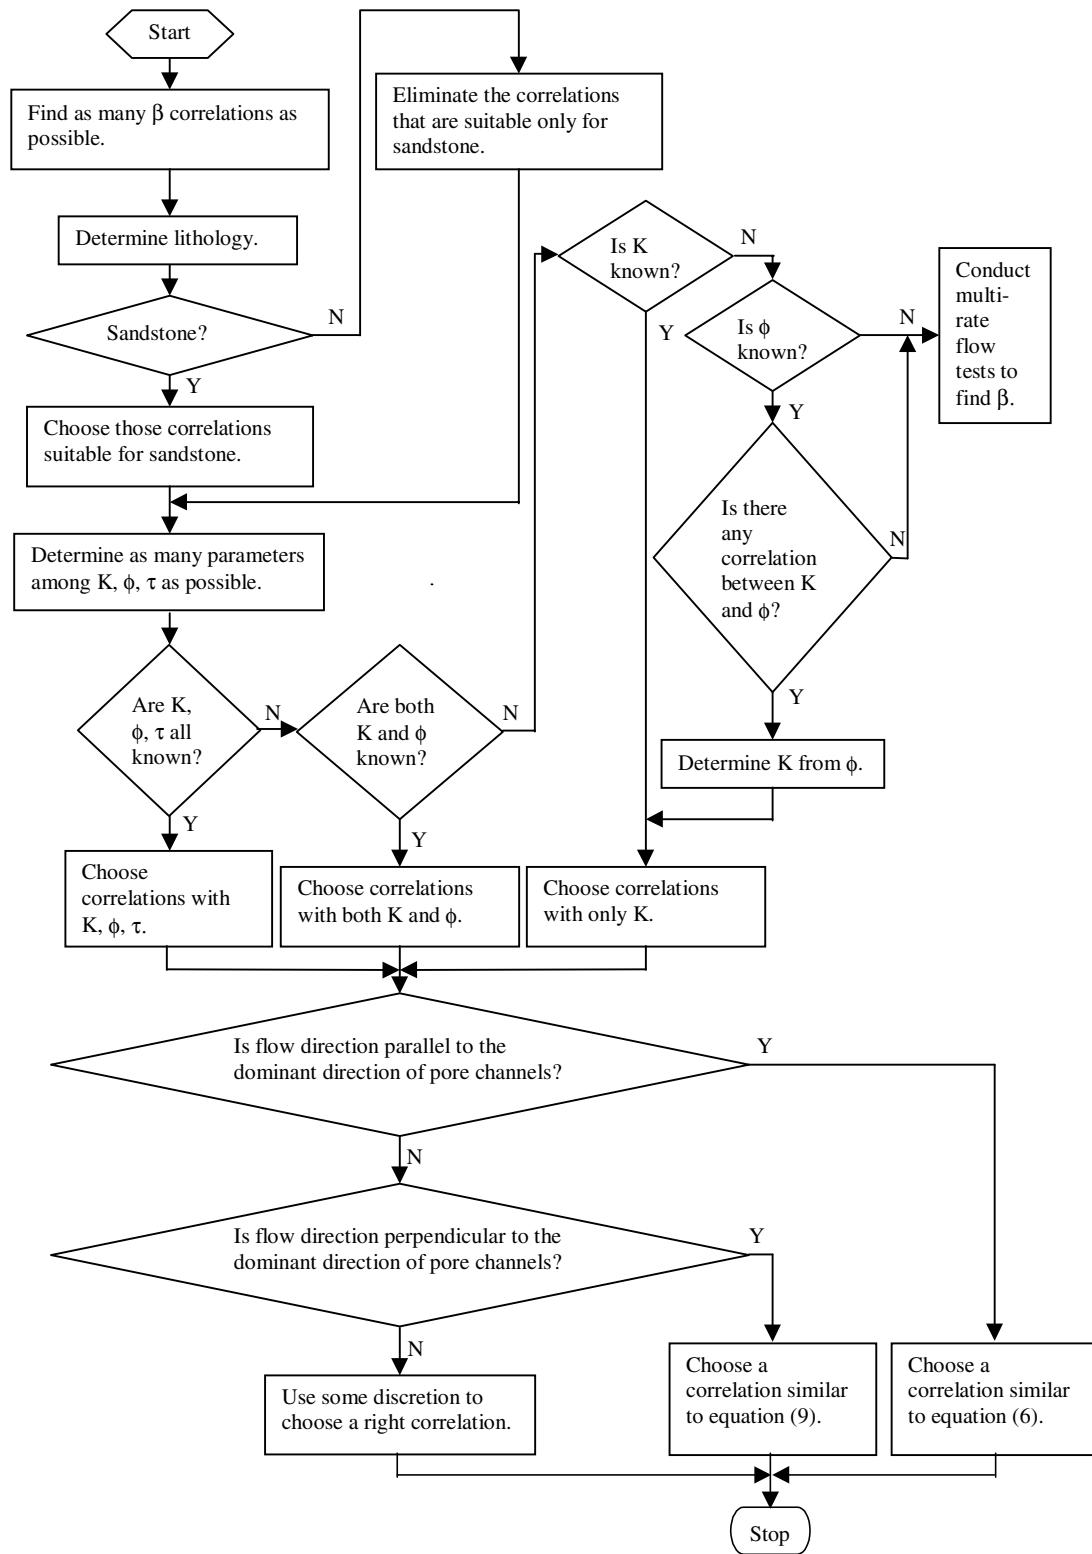 Start
Find as many β correlations as
possible.
Determine lithology.
Sandstone?
N
Y
Eliminate the correlations
that are suitable only for
sandstone.
Choose those correlations
suitable for sandstone.
Determine as many parameters
among K, ϕ, τ as possible.
Are K,
ϕ, τ all
known?
N
Y
Are both
K and ϕ
known?
N
Y
Is K
known?
N
Y
Is ϕ
known?
N
Y
Conduct
multi-
rate
flow
tests to
find β.
Is there
any
correlation
between K
and ϕ?
N
Y
Determine K from ϕ.
Choose
correlations with
K, ϕ, τ.
Choose correlations
with both K and ϕ.
Choose correlations
with only K.
Is flow direction parallel to the
dominant direction of pore channels?
Y
N
Is flow direction perpendicular to the
dominant direction of pore channels?
Y
N
Use some discretion to
choose a right correlation.
Choose a
correlation similar
to equation (9).
Choose a
correlation similar
to equation (6).
Stop